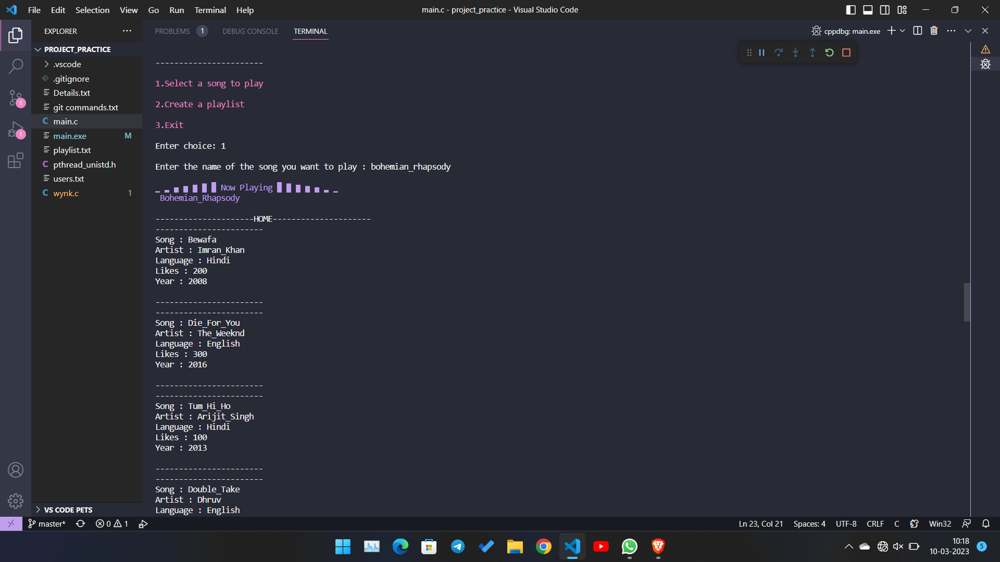 File Edit Selection View Go Run Terminal Help
main.c - project_practice - Visual Studio Code
EXPLORER
PROJECT_PRACTICE
.vscode
.gitignore
Details.txt
git commands.txt
main.c
main.exe M
playlist.txt
pthread_unistd.h
users.txt
wynk.c 1
VS CODE PETS
1
1
PROBLEMS 1 DEBUG CONSOLE TERMINAL
cppdbg: main.exe
-----------------------
1.Select a song to play
2.Create a playlist
3.Exit
Enter choice: 1
Enter the name of the song you want to play : bohemian_rhapsody
Now Playing
Bohemian_Rhapsody
---------------------HOME---------------------
-----------------------
Song : Bewafa
Artist : Imran_Khan
Language : Hindi
Likes : 200
Year : 2008
-----------------------
-----------------------
Song : Die_For_You
Artist : The_Weeknd
Language : English
Likes : 300
Year : 2016
-----------------------
-----------------------
Song : Tum_Hi_Ho
Artist : Arijit_Singh
Language : Hindi
Likes : 100
Year : 2013
-----------------------
-----------------------
Song : Double_Take
Artist : Dhruv
Language : English
master* 0 1
Ln 23, Col 21 Spaces: 4 UTF-8 CRLF C Win32
10:18
10-03-2023
5